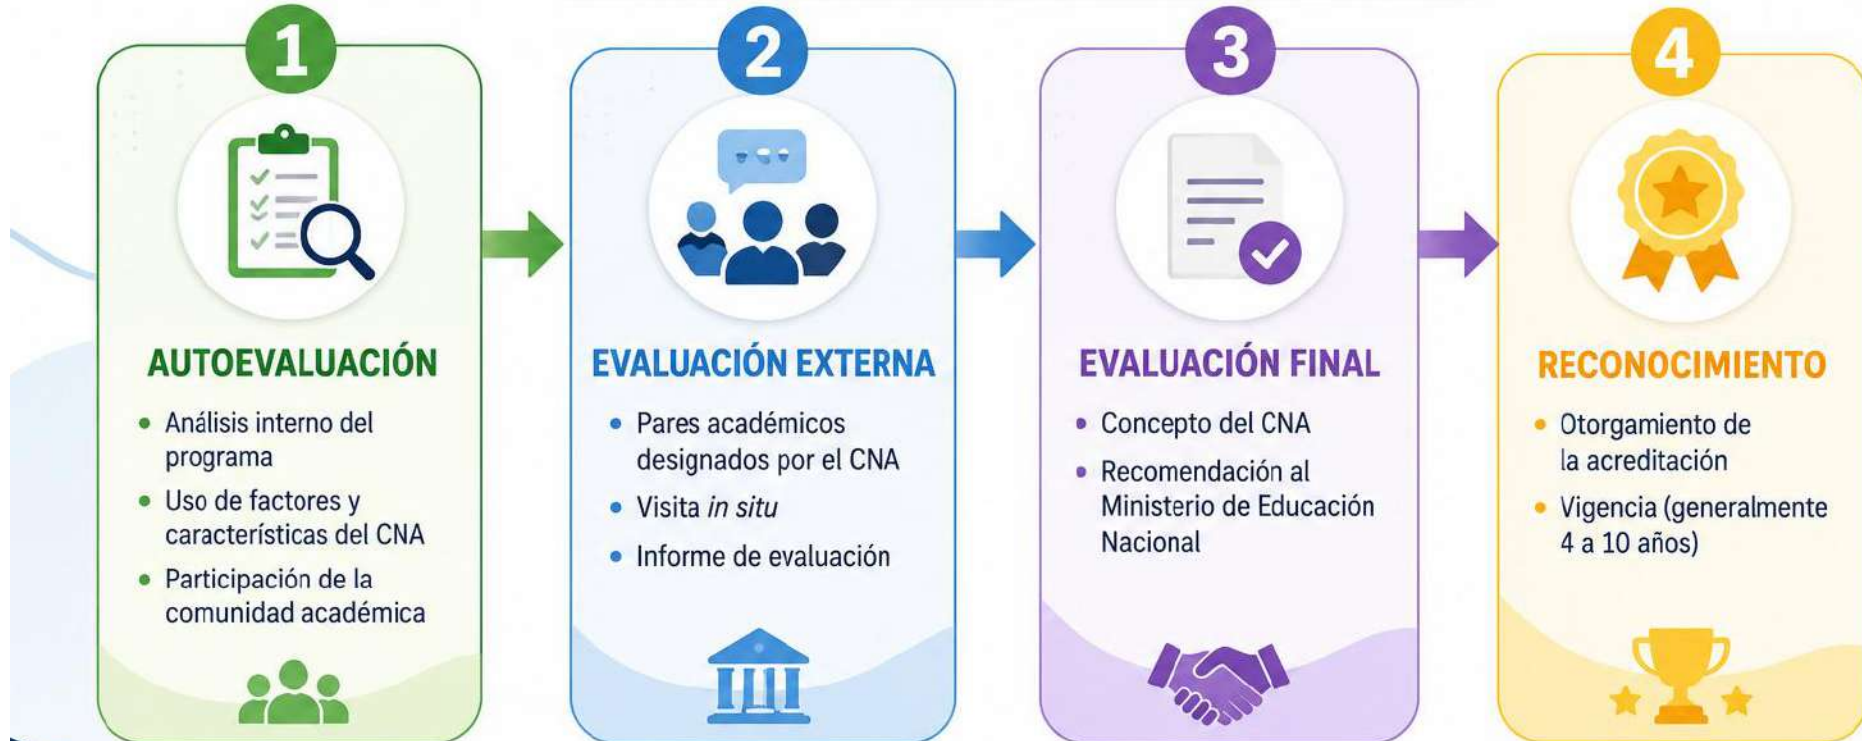 1
AUTOEVALUACIÓN
• Análisis interno del
programa
• Uso de factores y
características del CNA
• Participación de la
comunidad académica
2
EVALUACIÓN EXTERNA
• Pares académicos
designados por el CNA
• Visita in situ
• Informe de evaluación
3
EVALUACIÓN FINAL
• Concepto del CNA
• Recomendación al
Ministerio de Educación
Nacional
4
RECONOCIMIENTO
• Otorgamiento de
la acreditación
• Vigencia (generalmente
4 a 10 años)